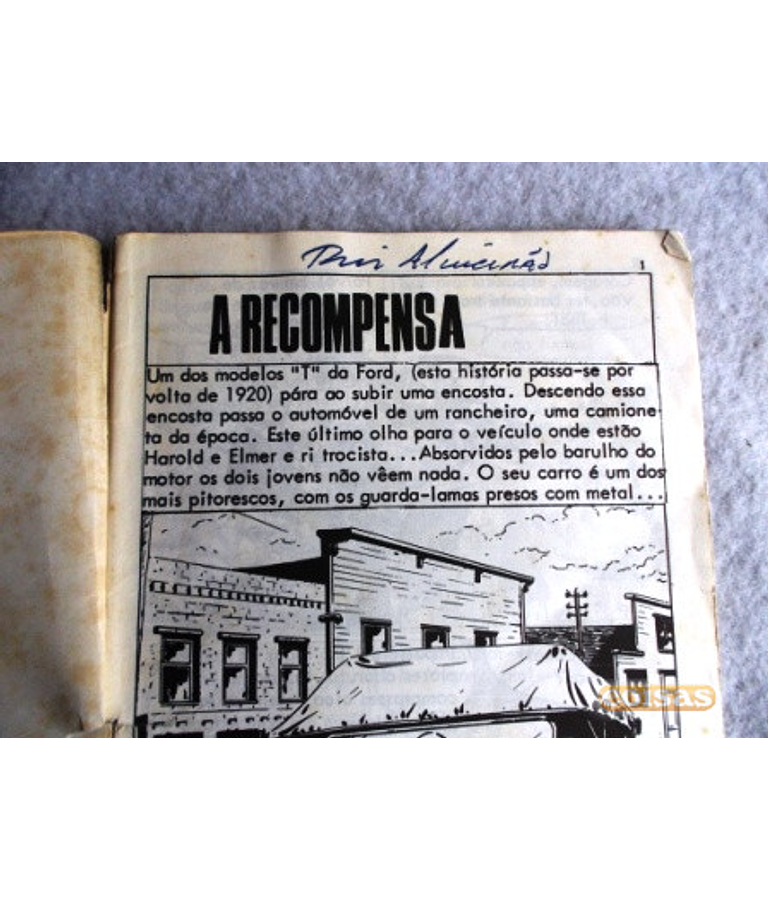 1
A RECOMPENSA
Um dos modelos "T" da Ford, (esta história passa-se por
volta de 1920) pára ao subir uma encosta. Descendo essa
encosta passa o automóvel de um rancheiro, uma camione-
ta da época. Este último olha para o veículo onde estão
Harold e Elmer e ri trocista...Absorvidos pelo barulho do
motor os dois jovens não vêem nada. O seu carro é um dos
mais pitorescos, com os guarda-lamas presos com metal...
coisas